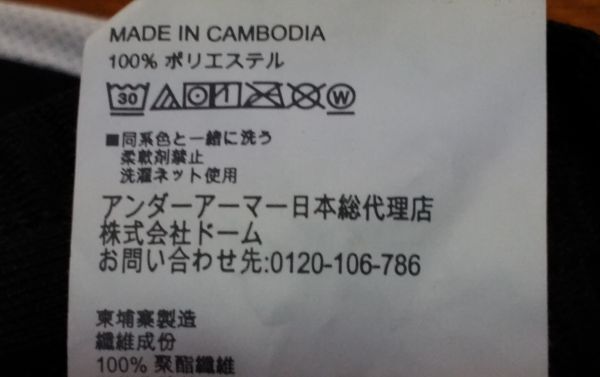 MADE IN CAMBODIA
100% ポリエステル
30 W
■同系色と一緒に洗う
柔軟剤禁止
洗濯ネット使用
アンダーアーマー日本総代理店
株式会社ドーム
お問い合わせ先:0120-106-786
柬埔寨製造
纖維成份
100% 聚酯纖維